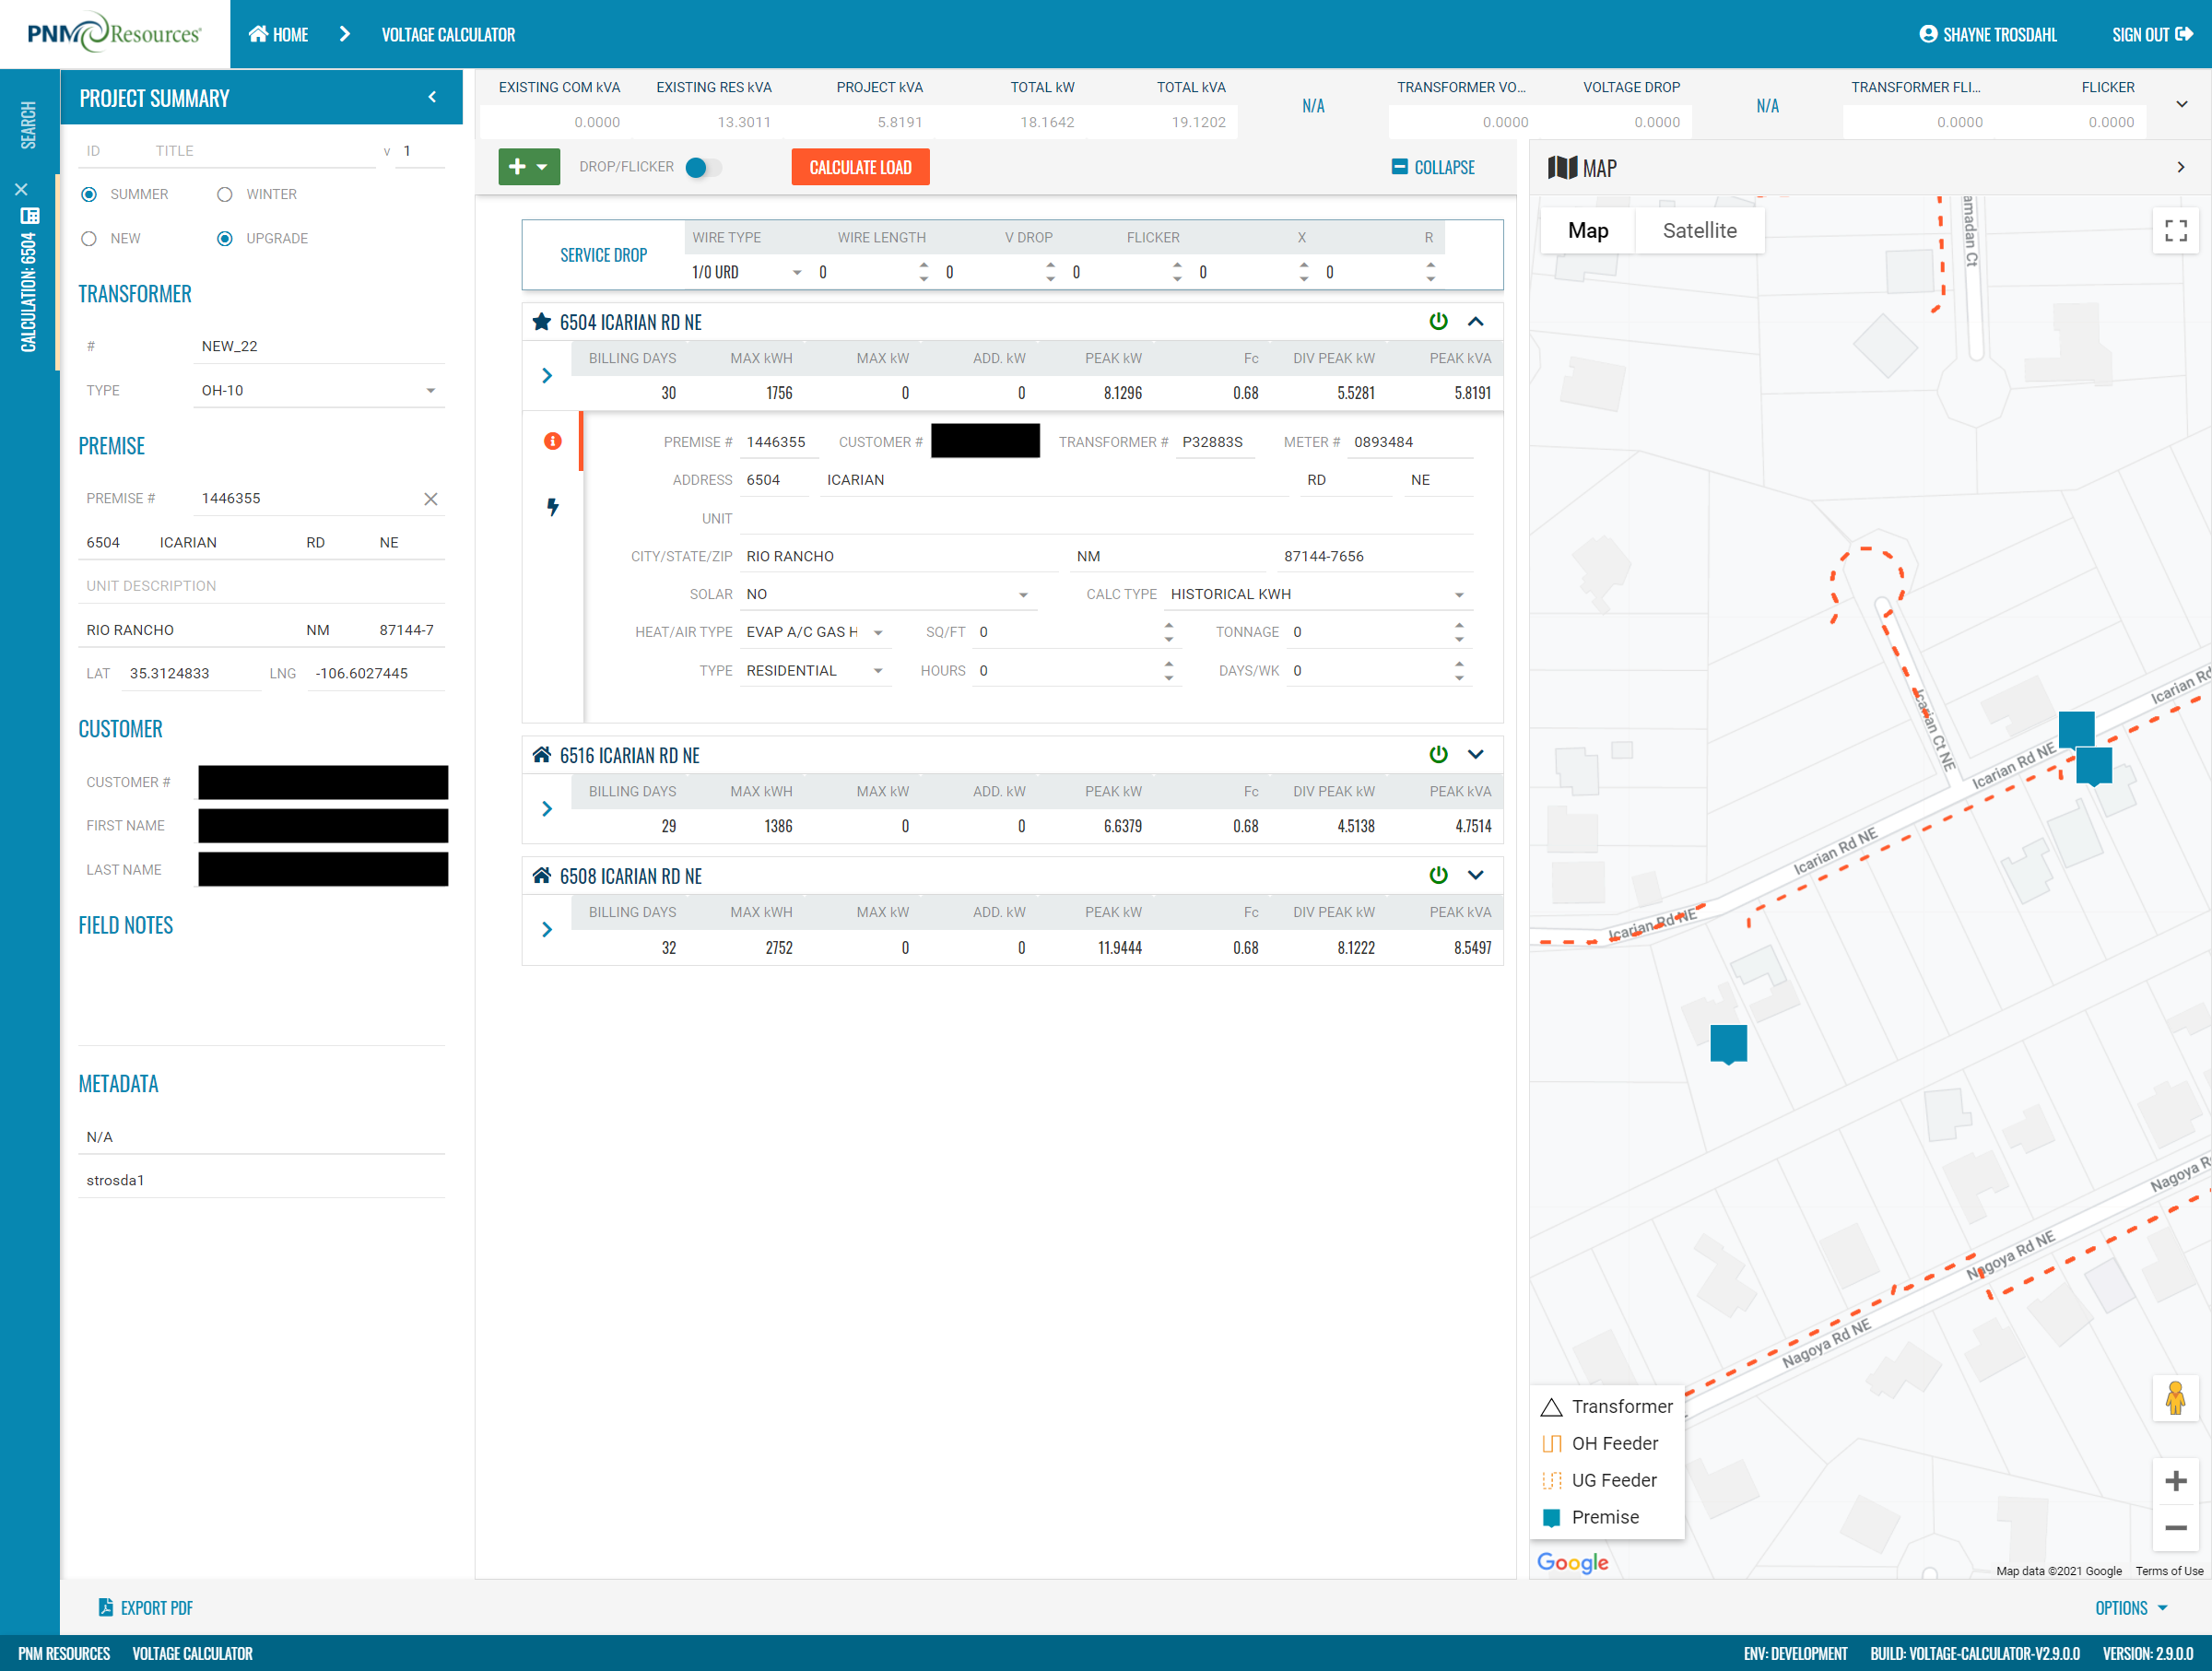 PNM Resources
HOME
VOLTAGE CALCULATOR
SHAYNE TROSDAHL
SIGN OUT
SEARCH
CALCULATION: 6504
PROJECT SUMMARY
ID TITLE v 1
SUMMER WINTER
NEW UPGRADE
TRANSFORMER
# NEW_22
TYPE OH-10
PREMISE
PREMISE # 1446355
6504 ICARIAN RD NE
UNIT DESCRIPTION
RIO RANCHO NM 87144-7
LAT 35.3124833 LNG -106.6027445
CUSTOMER
CUSTOMER #
FIRST NAME
LAST NAME
FIELD NOTES
METADATA
N/A
strosda1
EXISTING COM kVA EXISTING RES kVA PROJECT kVA TOTAL kW TOTAL kVA N/A TRANSFORMER VO... VOLTAGE DROP N/A TRANSFORMER FLI... FLICKER
0.0000 13.3011 5.8191 18.1642 19.1202 0.0000 0.0000 0.0000 0.0000
DROP/FLICKER CALCULATE LOAD COLLAPSE
SERVICE DROP
WIRE TYPE WIRE LENGTH V DROP FLICKER X R
1/0 URD 0 0 0 0 0
6504 ICARIAN RD NE
BILLING DAYS MAX kWH MAX kW ADD. kW PEAK kW Fc DIV PEAK kW PEAK kVA
30 1756 0 0 8.1296 0.68 5.5281 5.8191
PREMISE # 1446355 CUSTOMER # TRANSFORMER # P32883S METER # 0893484
ADDRESS 6504 ICARIAN RD NE
UNIT
CITY/STATE/ZIP RIO RANCHO NM 87144-7656
SOLAR NO CALC TYPE HISTORICAL KWH
HEAT/AIR TYPE EVAP A/C GAS H SQ/FT 0 TONNAGE 0
TYPE RESIDENTIAL HOURS 0 DAYS/WK 0
6516 ICARIAN RD NE
BILLING DAYS MAX kWH MAX kW ADD. kW PEAK kW Fc DIV PEAK kW PEAK kVA
29 1386 0 0 6.6379 0.68 4.5138 4.7514
6508 ICARIAN RD NE
BILLING DAYS MAX kWH MAX kW ADD. kW PEAK kW Fc DIV PEAK kW PEAK kVA
32 2752 0 0 11.9444 0.68 8.1222 8.5497
MAP
Map Satellite
amadan Ct
Icarian Rd
Icarian Ct NE
Icarian Rd NE
Icarian Rd NE
Icarian Rd NE
Nagoya R
Nagoya Rd NE
Nagoya Rd NE
Transformer
OH Feeder
UG Feeder
Premise
Google
Map data ©2021 Google Terms of Use
EXPORT PDF
OPTIONS
PNM RESOURCES VOLTAGE CALCULATOR
ENV: DEVELOPMENT BUILD: VOLTAGE-CALCULATOR-V2.9.0.0 VERSION: 2.9.0.0